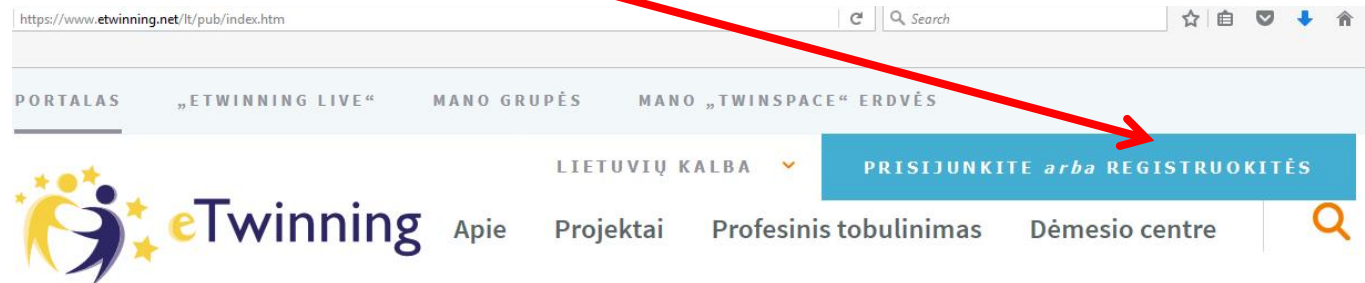 https://www.etwinning.net/lt/pub/index.htm Search
PORTALAS „ETWINNING LIVE“ MANO GRUPĖS MANO „TWINSPACE“ ERDVĖS
LIETUVIŲ KALBA PRISIJUNKITE arba REGISTRUOKITĖS
eTwinning Apie Projektai Profesinis tobulinimas Dėmesio centre